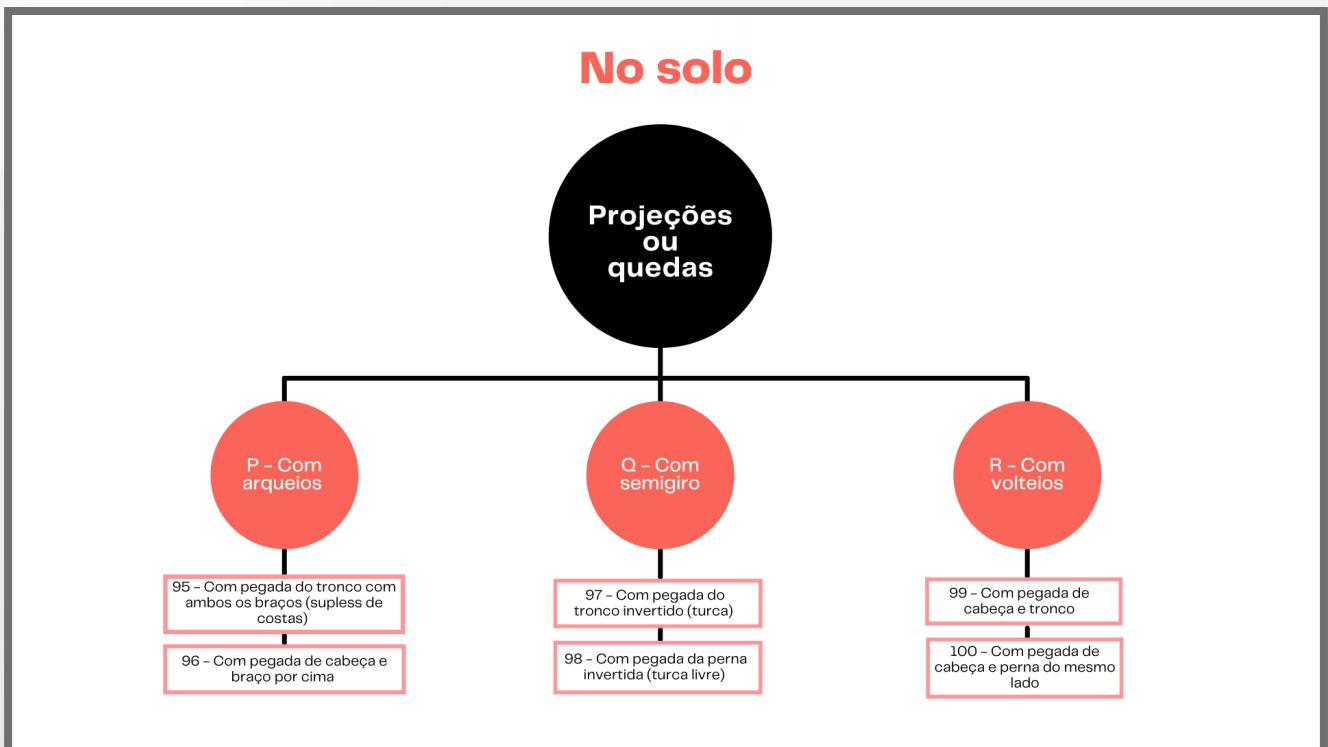 No solo
Projeções
ou
quedas
P - Com
arqueios
95 - Com pegada do tronco com
ambos os braços (supless de
costas)
96 - Com pegada de cabeça e
braço por cima
Q - Com
semigiro
97 - Com pegada do
tronco invertido (turca)
98 - Com pegada da perna
invertida (turca livre)
R - Com
volteios
99 - Com pegada de
cabeça e tronco
100 - Com pegada de
cabeça e perna do mesmo
lado